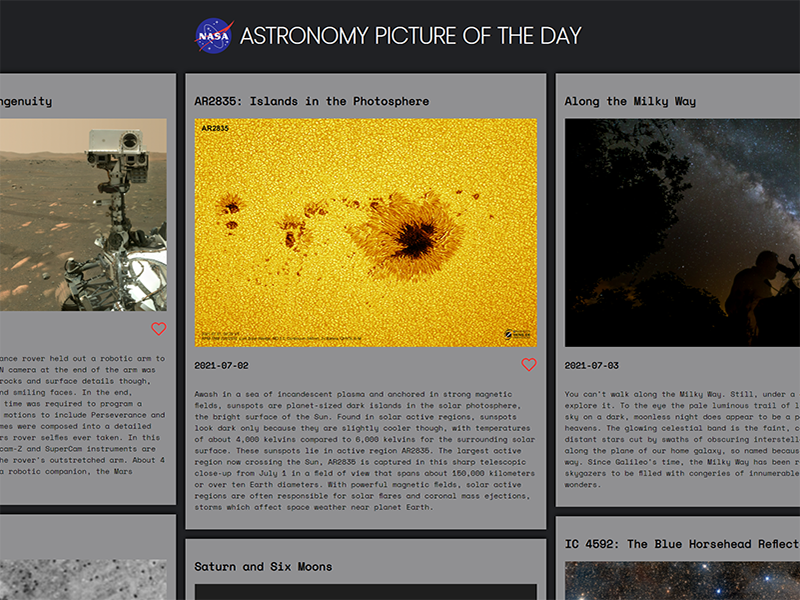 NASA
ASTRONOMY PICTURE OF THE DAY
ngenuity
ance rover held out a robotic arm to
N camera at the end of the arm was
rocks and surface details though,
nd smiling faces. In the end,
time was required to program a
motions to include Perseverance and
mes were composed into a detailed
rs rover selfies ever taken. In this
cam-Z and SuperCam instruments are
he rover's outstretched arm. About 4
a robotic companion, the Mars
AR2835: Islands in the Photosphere
AR2835
2021-07-02
Awash in a sea of incandescent plasma and anchored in strong magnetic
fields, sunspots are planet-sized dark islands in the solar photosphere,
the bright surface of the Sun. Found in solar active regions, sunspots
look dark only because they are slightly cooler though, with temperatures
of about 4,000 kelvins compared to 6,000 kelvins for the surrounding solar
surface. These sunspots lie in active region AR2835. The largest active
region now crossing the Sun, AR2835 is captured in this sharp telescopic
close-up from July 1 in a field of view that spans about 150,000 kilometers
or over ten Earth diameters. With powerful magnetic fields, solar active
regions are often responsible for solar flares and coronal mass ejections,
storms which affect space weather near planet Earth.
Saturn and Six Moons
Along the Milky Way
2021-07-03
You can't walk along the Milky Way. Still, under a
explore it. To the eye the pale luminous trail of l
sky on a dark, moonless night does appear to be a p
heavens. The glowing celestial band is the faint, c
distant stars cut by swaths of obscuring interstell
along the plane of our home galaxy, so named becaus
way. Since Galileo's time, the Milky Way has been r
skygazers to be filled with congeries of innumerable
wonders.
IC 4592: The Blue Horsehead Reflect